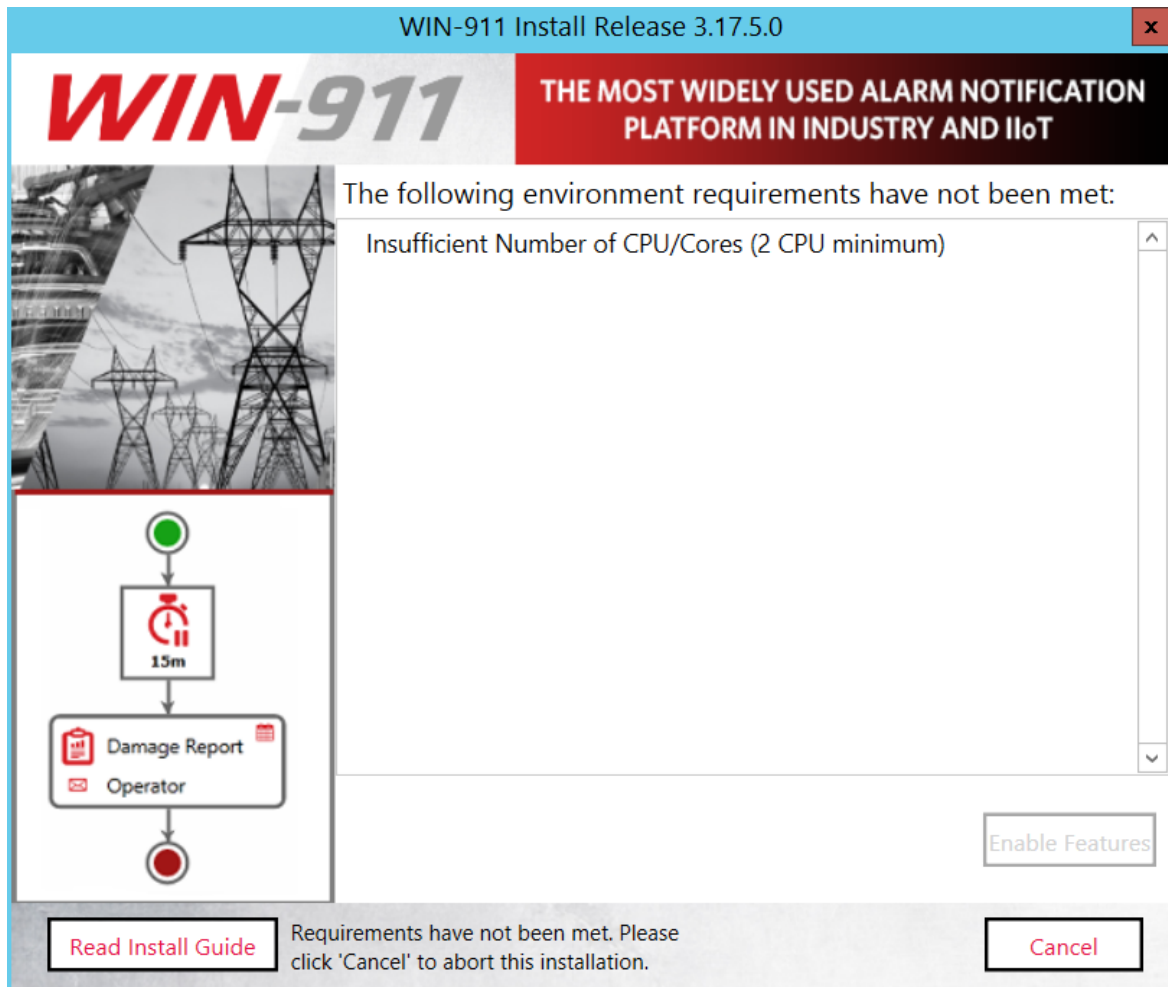 WIN-911 Install Release 3.17.5.0
x
WIN-911
THE MOST WIDELY USED ALARM NOTIFICATION
PLATFORM IN INDUSTRY AND IIoT
The following environment requirements have not been met:
Insufficient Number of CPU/Cores (2 CPU minimum)
15m
Damage Report
Operator
Enable Features
Read Install Guide
Requirements have not been met. Please
click 'Cancel' to abort this installation.
Cancel